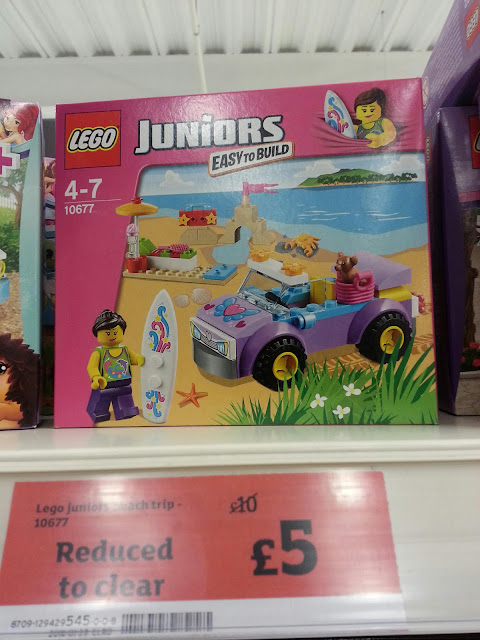 LEGO
JUNiORS
EASY TO BUILD
4-7
10677
Lego juniors beach trip -
10677
£10
Reduced
to clear
£5